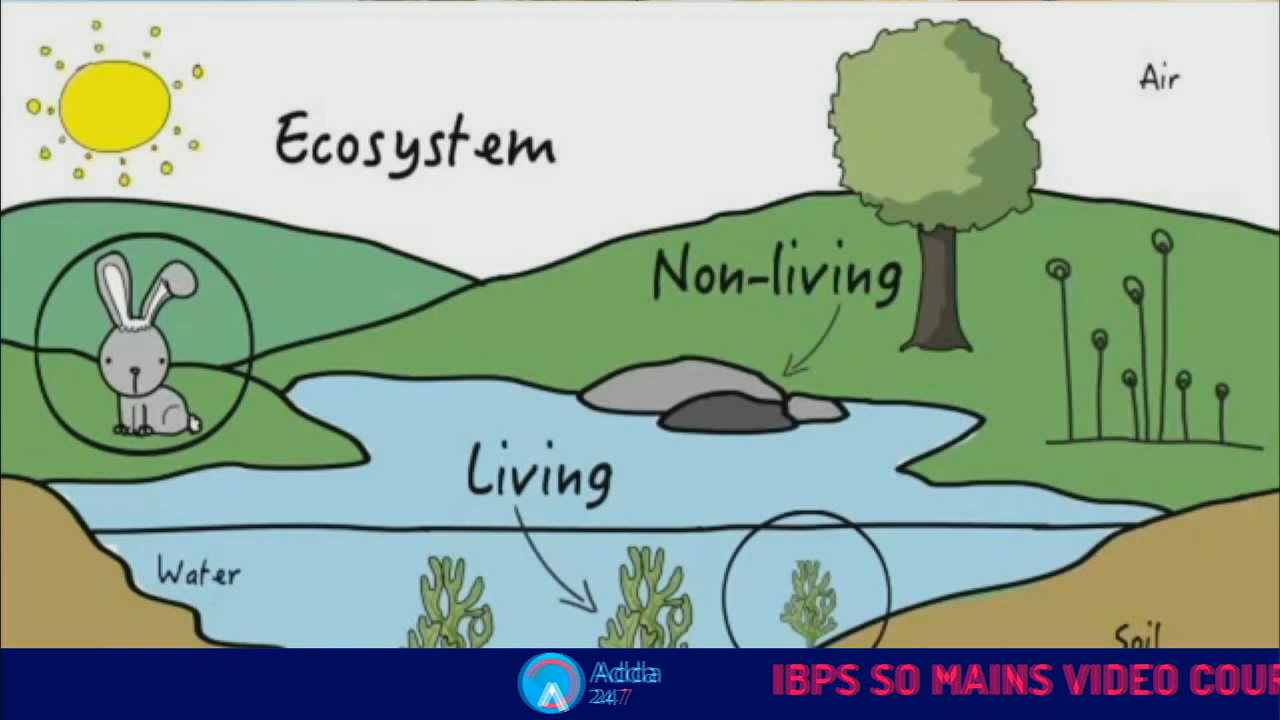 Air
Ecosystem
Non-living
Living
Water
Soil
Adda
247
IBPS SO MAINS VIDEO COUR